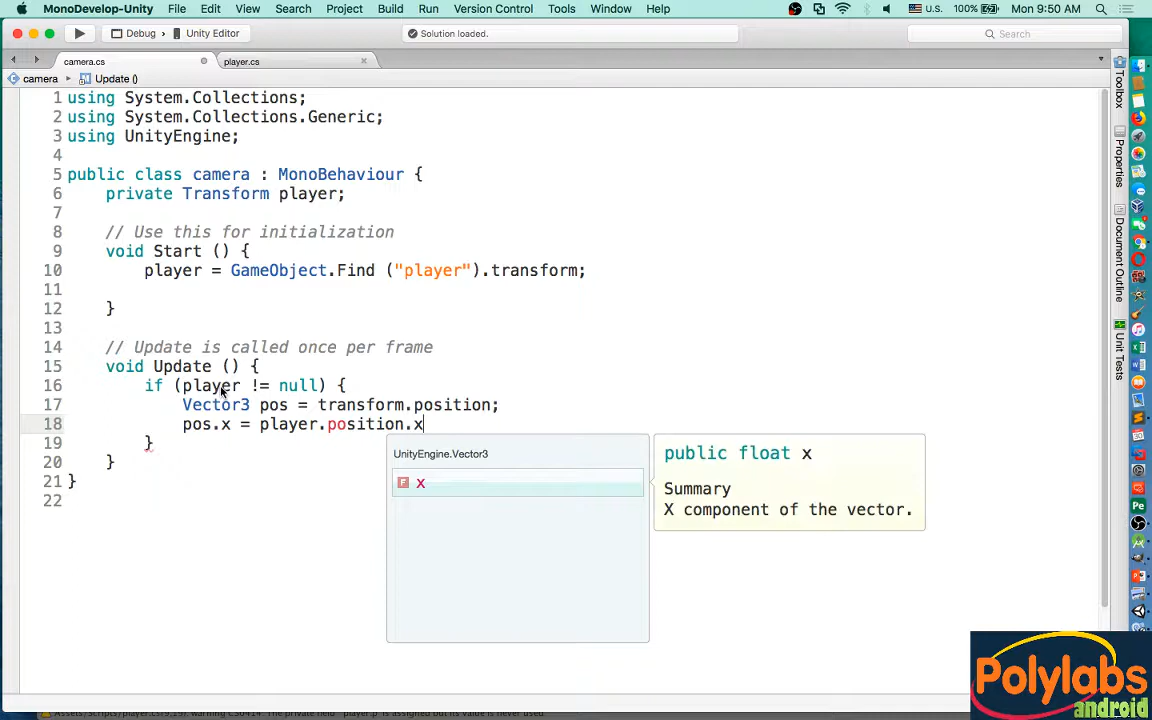 MonoDevelop-Unity File Edit View Search Project Build Run Version Control Tools Window Help U.S. 100% Mon 9:50 AM
Debug › Unity Editor Solution loaded. Search
camera.cs player.cs
camera Update ()
1 using System.Collections;
2 using System.Collections.Generic;
3 using UnityEngine;
4
5 public class camera : MonoBehaviour {
6 private Transform player;
7
8 // Use this for initialization
9 void Start () {
10 player = GameObject.Find ("player").transform;
11
12 }
13
14 // Update is called once per frame
15 void Update () {
16 if (player != null) {
17 Vector3 pos = transform.position;
18 pos.x = player.position.x
19 }
20 }
21 }
22
UnityEngine.Vector3
F x
public float x
Summary
X component of the vector.
Toolbox
Properties
Document Outline
Unit Tests
Polylabs
android